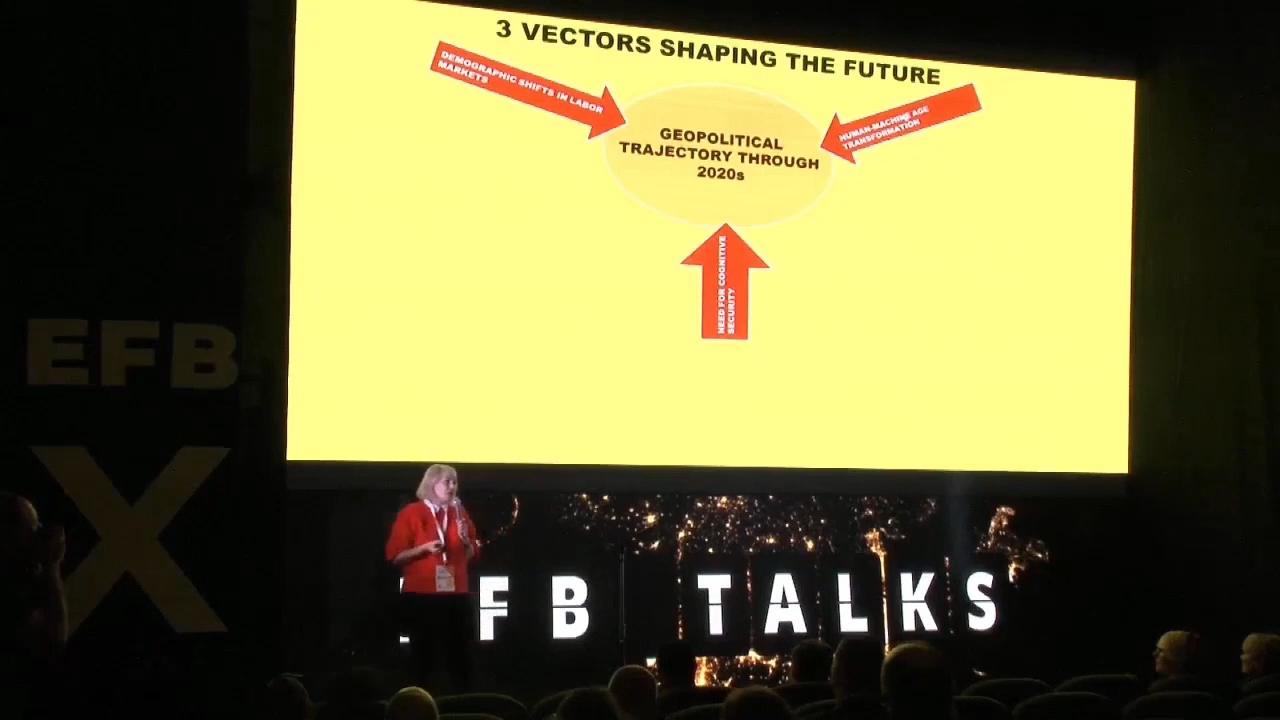 3 VECTORS SHAPING THE FUTURE
DEMOGRAPHIC SHIFTS IN LABOR
MARKETS
HUMAN-MACHINE AGE
TRANSFORMATION
GEOPOLITICAL
TRAJECTORY THROUGH
2020s
NEED FOR COGNITIVE
SECURITY
EFB
X
EFB TALKS